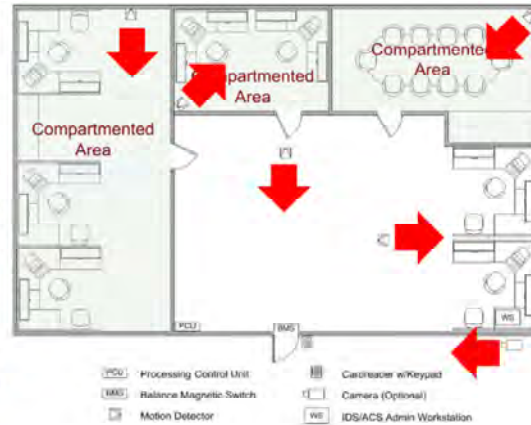 Compartmented
Area
Compartmented
Area
Compartmented
Area
WS
PCU
BMS
PCU Processing Control Unit
BMS Balance Magnetic Switch
Motion Detector
Cardreader w/Keypad
Camera (Optional)
WS IDS/ACS Admin Workstation